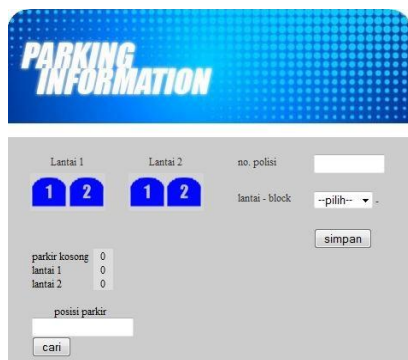 PARKING
INFORMATION
Lantai 1 Lantai 2 no. polisi
1 2 1 2
lantai - block --pilih-- -
simpan
parkir kosong 0
lantai 1 0
lantai 2 0
posisi parkir
cari